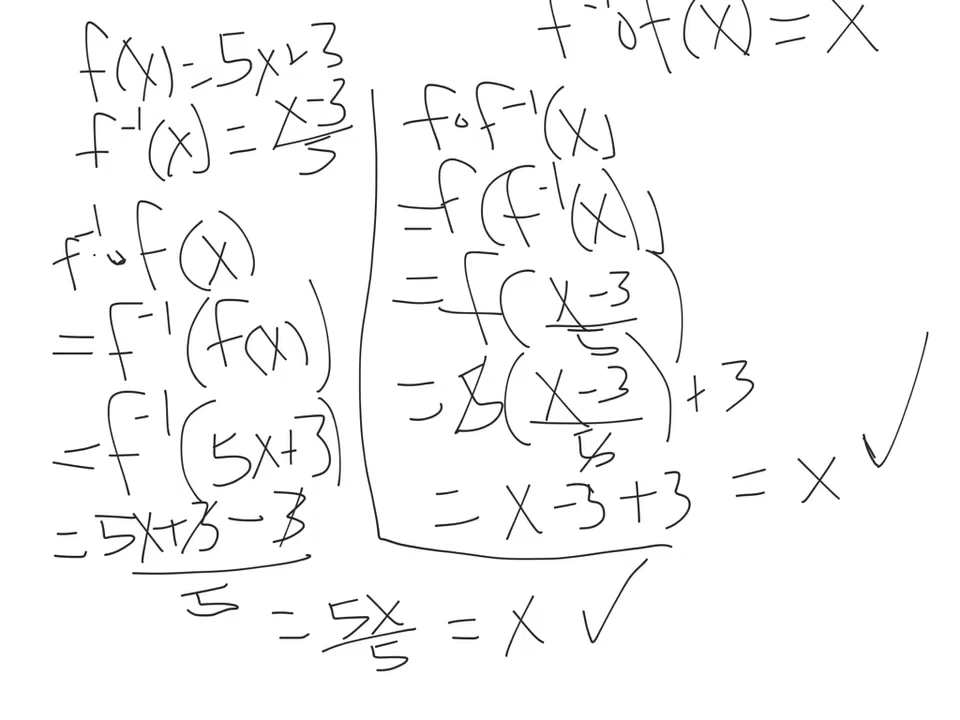 f⁻¹∘f(x) = x
f(x) = 5x+3
f⁻¹(x) = (x-3)/5
f⁻¹∘f(x)
= f⁻¹(f(x))
= f⁻¹(5x+3)
= (5x+3-3)/5
= 5x/5 = x ✓
f∘f⁻¹(x)
= f(f⁻¹(x))
= f((x-3)/5)
= 5((x-3)/5) + 3
= x-3+3 = x ✓